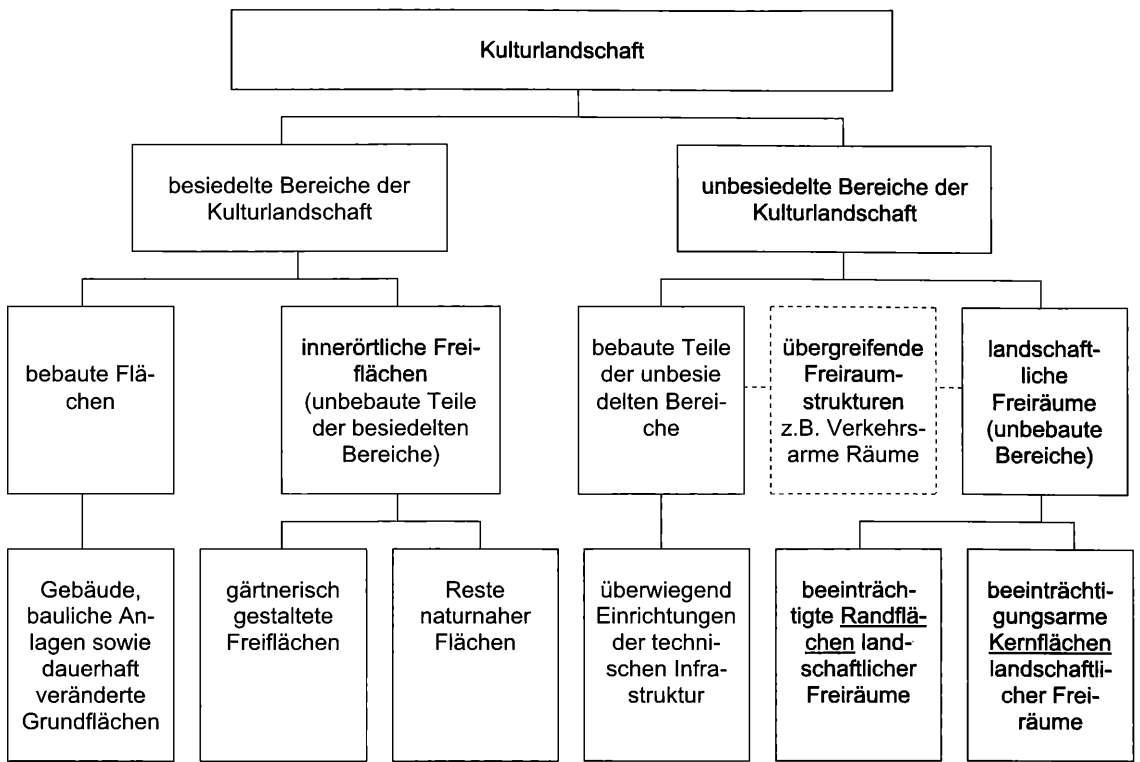 Kulturlandschaft
besiedelte Bereiche der
Kulturlandschaft
unbesiedelte Bereiche der
Kulturlandschaft
bebaute Flä-
chen
innerörtliche Frei-
flächen
(unbebaute Teile
der besiedelten
Bereiche)
bebaute Teile
der unbesie
delten Berei-
che
übergreifende
Freiraum-
strukturen
z.B. Verkehrs-
arme Räume
landschaft-
liche
Freiräume
(unbebaute
Bereiche)
Gebäude,
bauliche An-
lagen sowie
dauerhaft
veränderte
Grundflächen
gärtnerisch
gestaltete
Freiflächen
Reste
naturnaher
Flächen
überwiegend
Einrichtungen
der techni-
schen Infra-
struktur
beeinträch-
tigte Randflä-
chen land-
schaftlicher
Freiräume
beeinträchti-
gungsarme
Kernflächen
landschaftli-
cher Frei-
räume